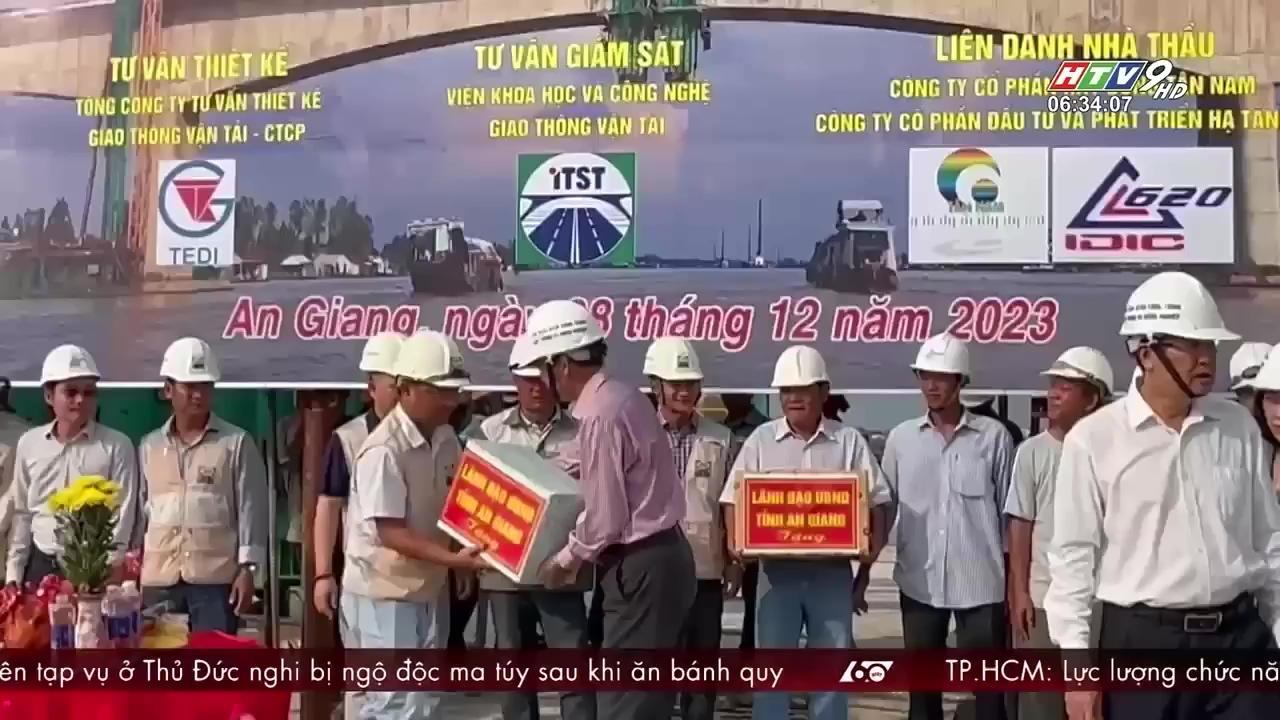 TƯ VẤN THIẾT KẾ
TỔNG CÔNG TY TƯ VẤN THIẾT KẾ
GIAO THÔNG VẬN TẢI - CTCP
TEDI
TƯ VẤN GIÁM SÁT
VIỆN KHOA HỌC VÀ CÔNG NGHỆ
GIAO THÔNG VẬN TẢI
iTST
LIÊN DANH NHÀ THẦU
CÔNG TY CỔ PHẦN NAM
CÔNG TY CỔ PHẦN ĐẦU TƯ VÀ PHÁT TRIỂN HẠ TẦN
620
IDIC
HTV9 HD
06:34:07
An Giang, ngày 08 tháng 12 năm 2023
LÃNH ĐẠO UBND
TỈNH AN GIANG
Tặng
LÃNH ĐẠO UBND
TỈNH AN GIANG
Tặng
ên tạp vụ ở Thủ Đức nghi bị ngộ độc ma túy sau khi ăn bánh quy
60 giây
TP.HCM: Lực lượng chức nă